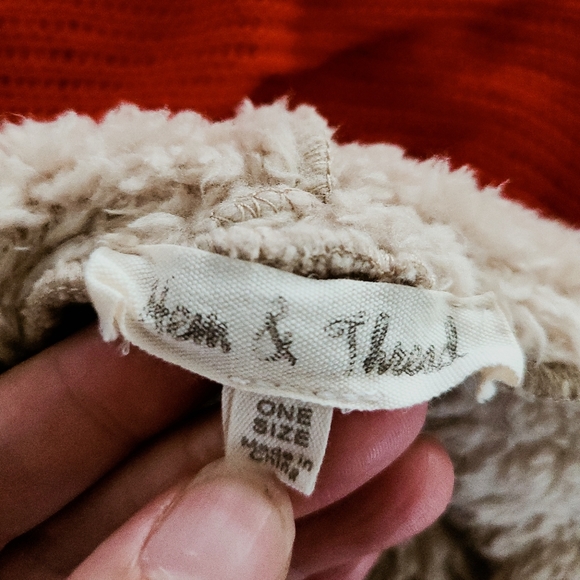 Hem & Thread
ONE
SIZE
Made in
China